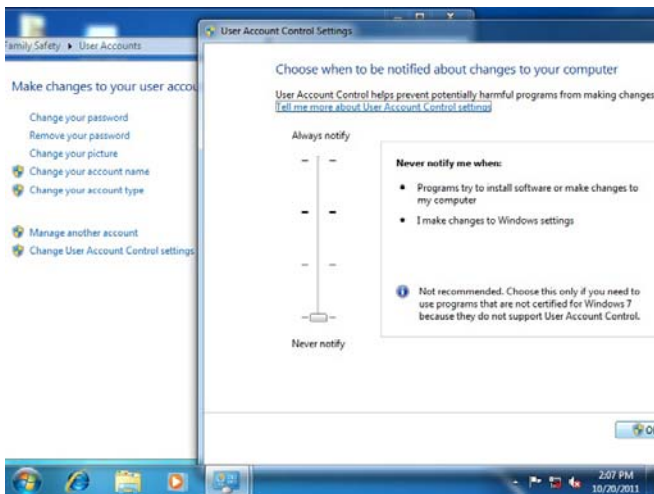 User Account Control Settings
Family Safety ▸ User Accounts
Make changes to your user
Change your password
Remove your password
Change your picture
Change your account name
Change your account type
Manage another account
Change User Account Control settings
Choose when to be notified about changes to your computer
User Account Control helps prevent potentially harmful programs from making changes
Tell me more about User Account Control settings
Always notify
Never notify me when:
• Programs try to install software or make changes to
my computer
• I make changes to Windows settings
Not recommended. Choose this only if you need to
use programs that are not certified for Windows 7
because they do not support User Account Control.
Never notify
2:07 PM
10/20/2011